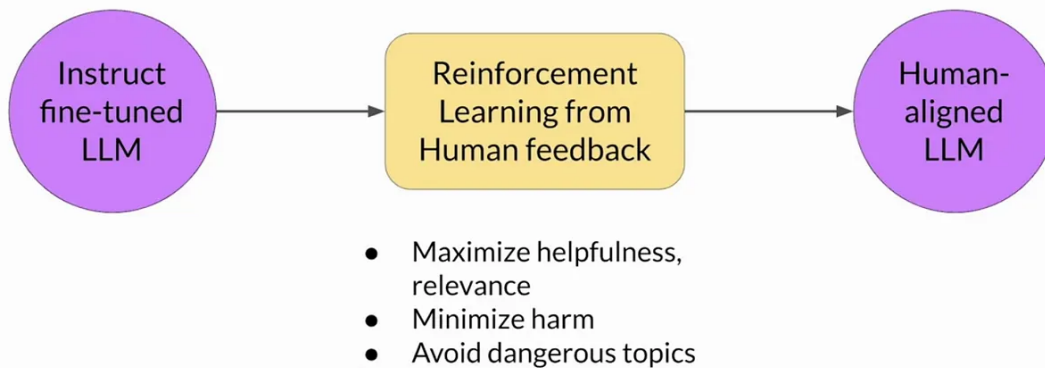 Instruct
fine-tuned
LLM
Reinforcement
Learning from
Human feedback
Human-
aligned
LLM
● Maximize helpfulness,
relevance
● Minimize harm
● Avoid dangerous topics